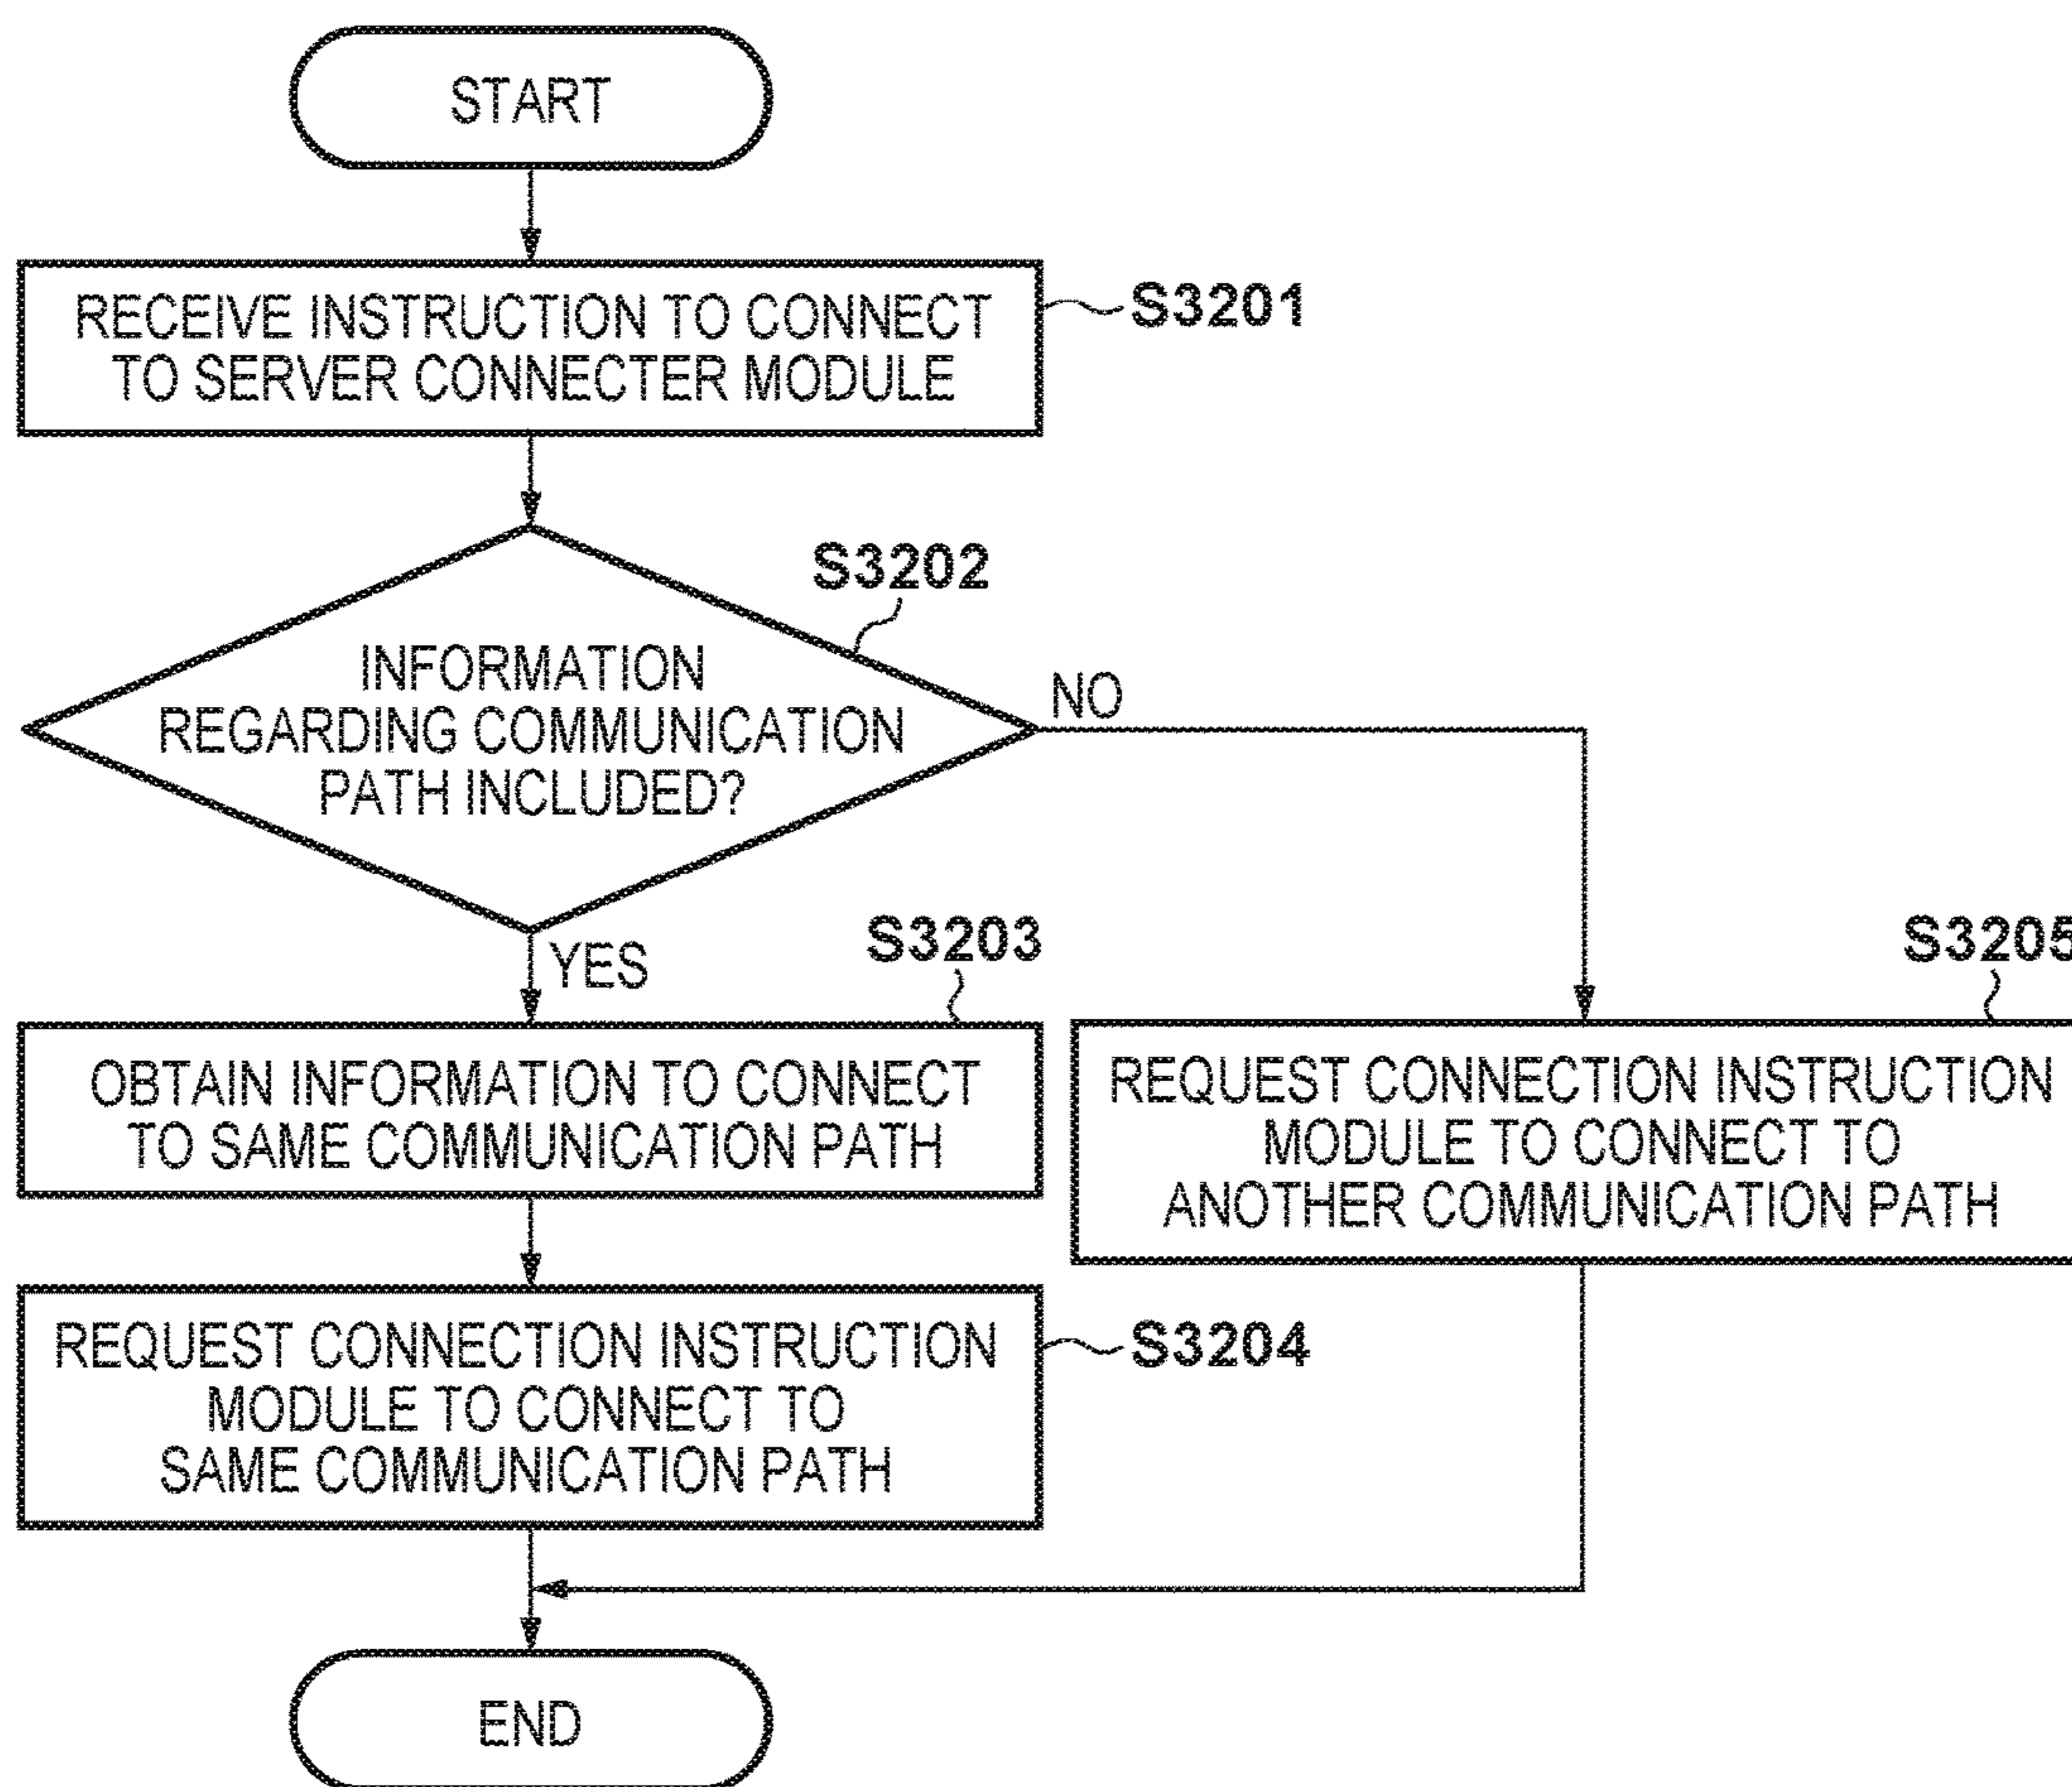 START
RECEIVE INSTRUCTION TO CONNECT
TO SERVER CONNECTER MODULE
S3201
S3202
INFORMATION
REGARDING COMMUNICATION
PATH INCLUDED?
NO
YES
S3203
OBTAIN INFORMATION TO CONNECT
TO SAME COMMUNICATION PATH
S3205
REQUEST CONNECTION INSTRUCTION
MODULE TO CONNECT TO
ANOTHER COMMUNICATION PATH
REQUEST CONNECTION INSTRUCTION
MODULE TO CONNECT TO
SAME COMMUNICATION PATH
S3204
END